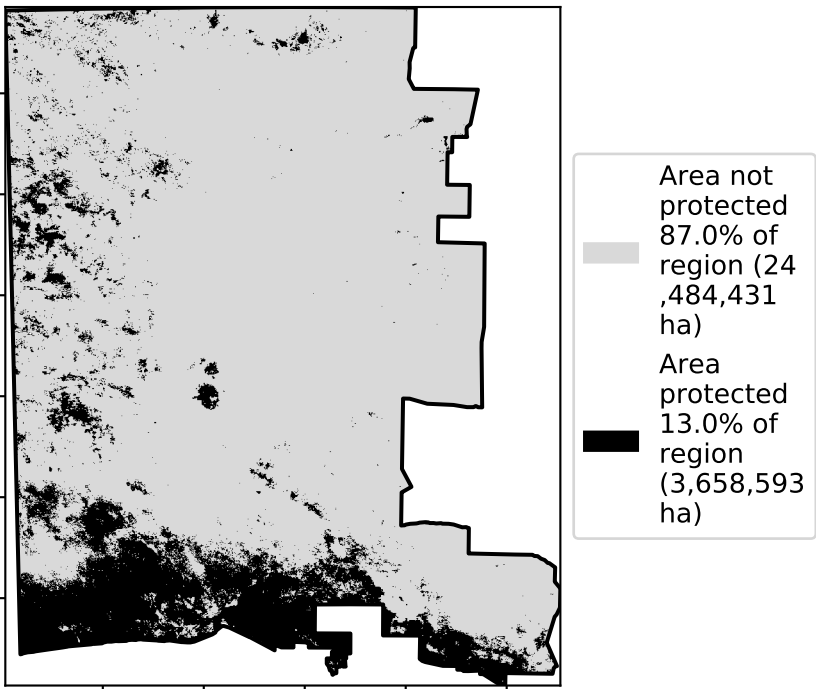 Area not
protected
87.0% of
region (24
,484,431
ha)
Area
protected
13.0% of
region
(3,658,593
ha)